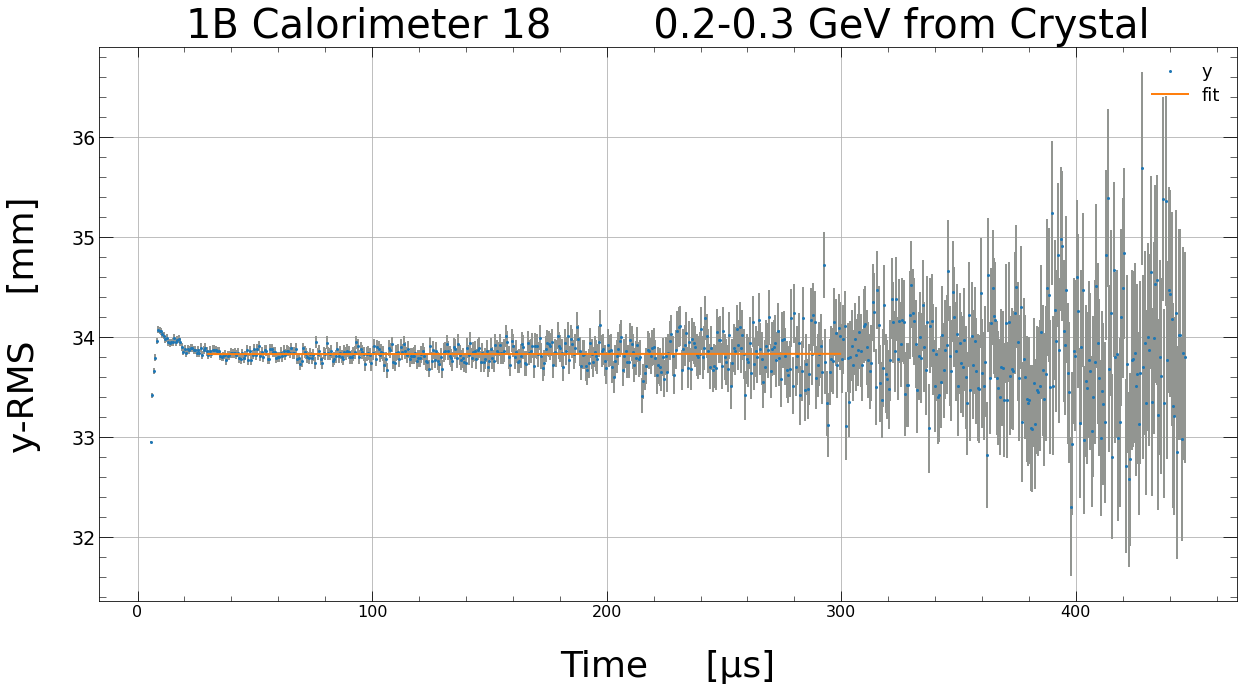 1B Calorimeter 18 0.2-0.3 GeV from Crystal
y
fit
y-RMS [mm]
36
35
34
33
32
0 100 200 300 400
Time [µs]